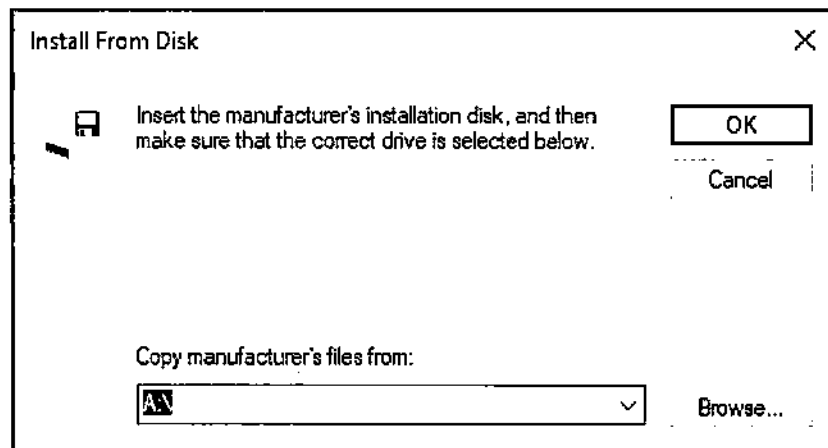 Install From Disk
Insert the manufacturer's installation disk, and then
make sure that the correct drive is selected below.
OK
Cancel
Copy manufacturer's files from:
A:\
Browse...